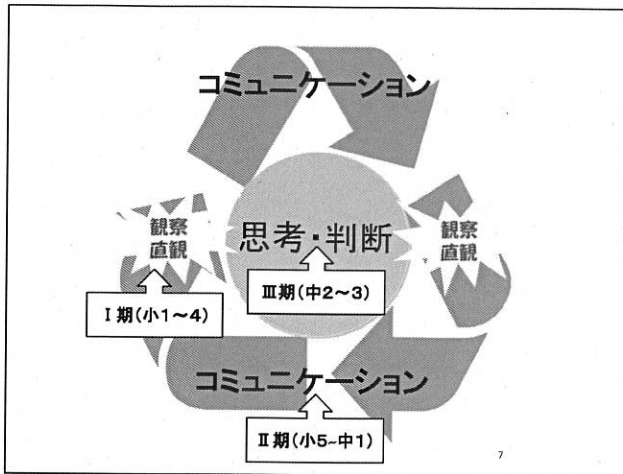 コミュニケーション
観察
直観
思考・判断
観察
直観
Ⅰ期(小1～4)
Ⅲ期(中2～3)
コミュニケーション
Ⅱ期(小5~中1)
7